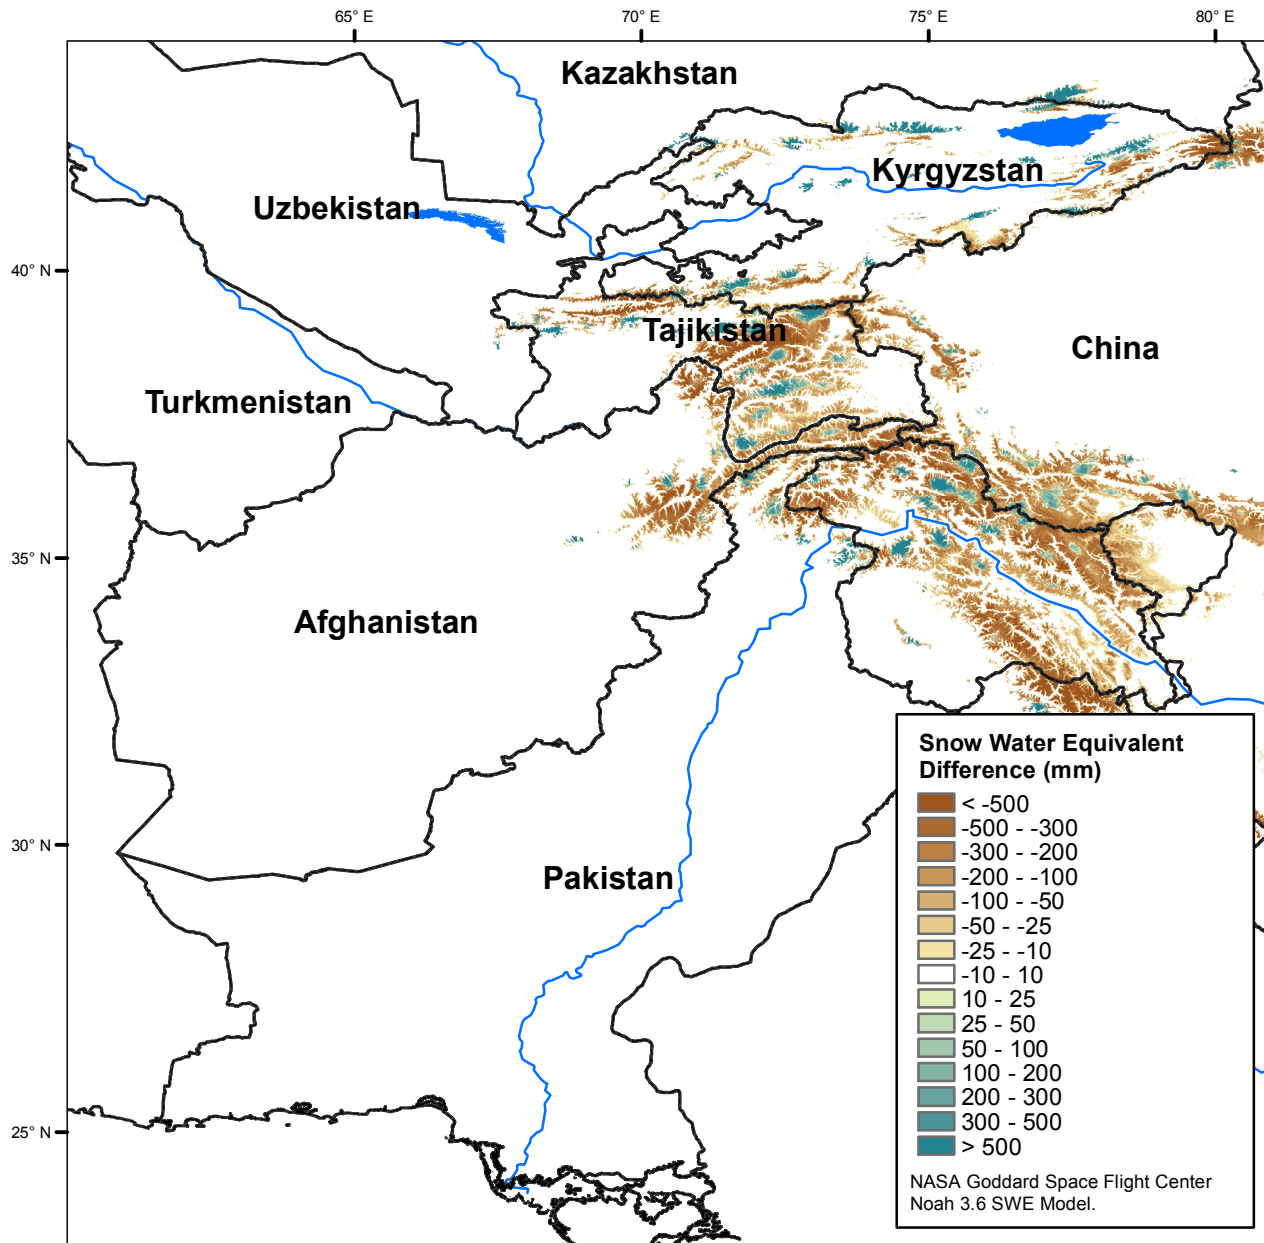 65° E
70° E
75° E
80° E
Kazakhstan
Kyrgyzstan
Uzbekistan
40° N
Tajikistan
China
Turkmenistan
35° N
Afghanistan
30° N
Pakistan
25° N
Snow Water Equivalent
Difference (mm)
< -500
-500 - -300
-300 - -200
-200 - -100
-100 - -50
-50 - -25
-25 - -10
-10 - 10
10 - 25
25 - 50
50 - 100
100 - 200
200 - 300
300 - 500
> 500
NASA Goddard Space Flight Center
Noah 3.6 SWE Model.